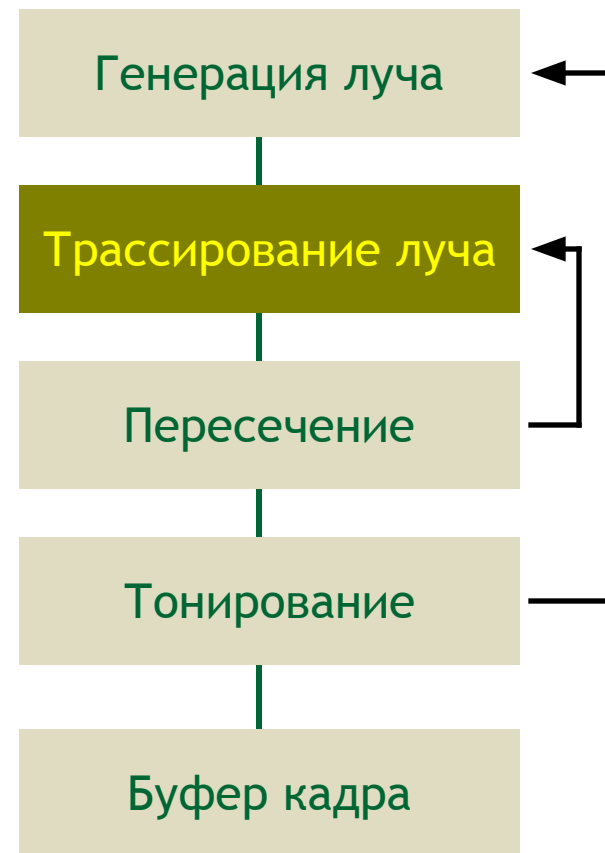 Генерация луча
Трассирование луча
Пересечение
Тонирование
Буфер кадра